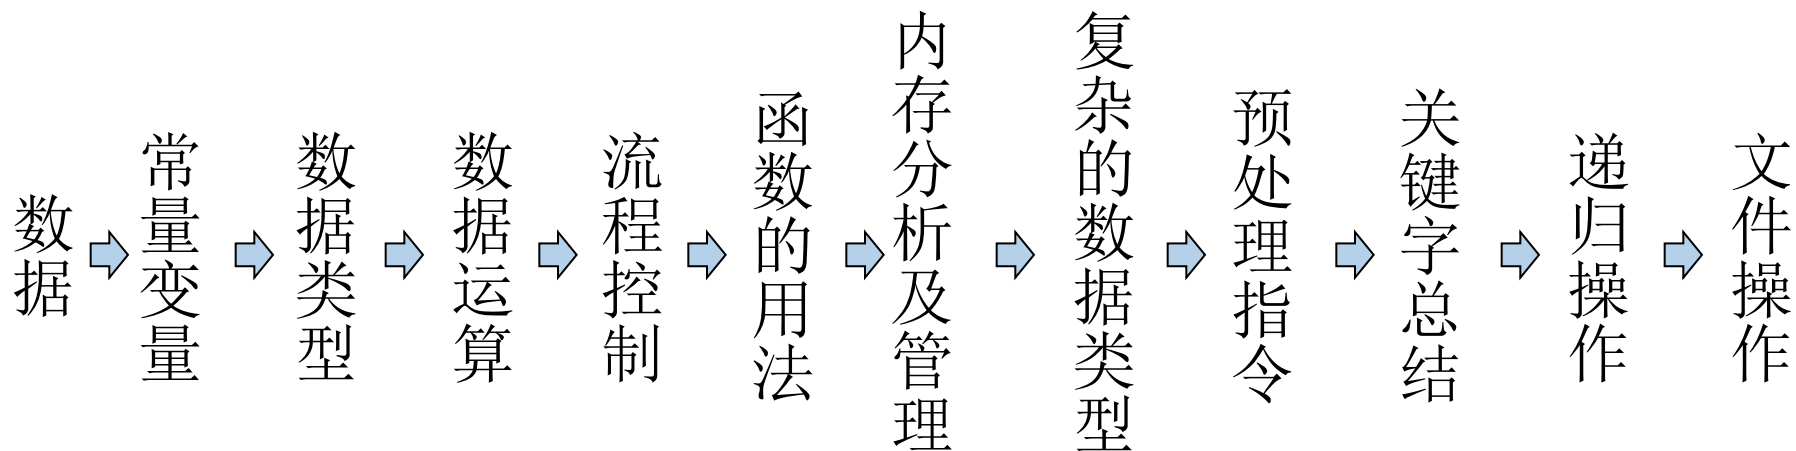 数据
常量变量
数据类型
数据运算
流程控制
函数的用法
内存分析及管理
复杂的数据类型
预处理指令
关键字总结
递归操作
文件操作